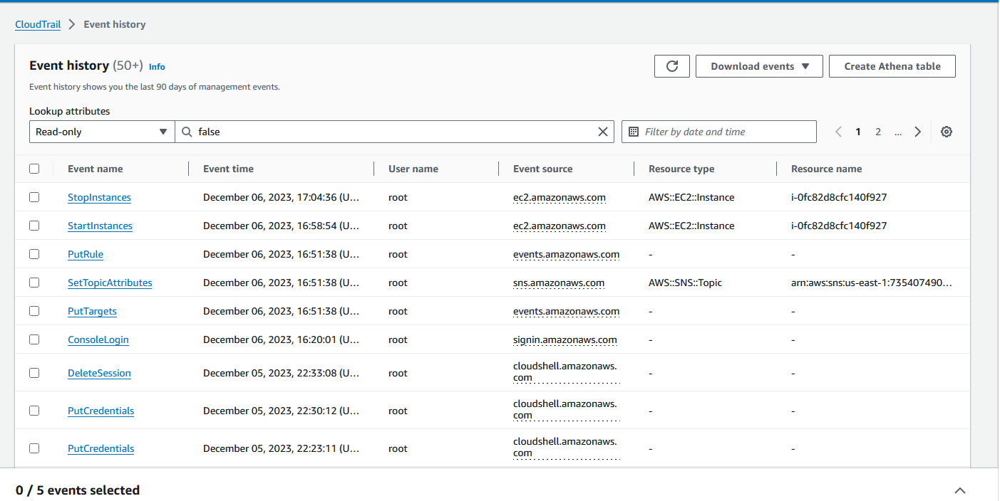 CloudTrail > Event history
Event history (50+) Info
Download events
Create Athena table
Event history shows you the last 90 days of management events.
Lookup attributes
Read-only
false
Filter by date and time
1 2 ...
Event name Event time User name Event source Resource type Resource name
StopInstances December 06, 2023, 17:04:36 (U... root ec2.amazonaws.com AWS::EC2::Instance i-0fc82d8cfc140f927
StartInstances December 06, 2023, 16:58:54 (U... root ec2.amazonaws.com AWS::EC2::Instance i-0fc82d8cfc140f927
PutRule December 06, 2023, 16:51:38 (U... root events.amazonaws.com - -
SetTopicAttributes December 06, 2023, 16:51:38 (U... root sns.amazonaws.com AWS::SNS::Topic arn:aws:sns:us-east-1:735407490...
PutTargets December 06, 2023, 16:51:38 (U... root events.amazonaws.com - -
ConsoleLogin December 06, 2023, 16:20:01 (U... root signin.amazonaws.com - -
DeleteSession December 05, 2023, 22:33:08 (U... root cloudshell.amazonaws.
com - -
PutCredentials December 05, 2023, 22:30:12 (U... root cloudshell.amazonaws.
com - -
PutCredentials December 05, 2023, 22:23:11 (U... root cloudshell.amazonaws.
com - -
0 / 5 events selected